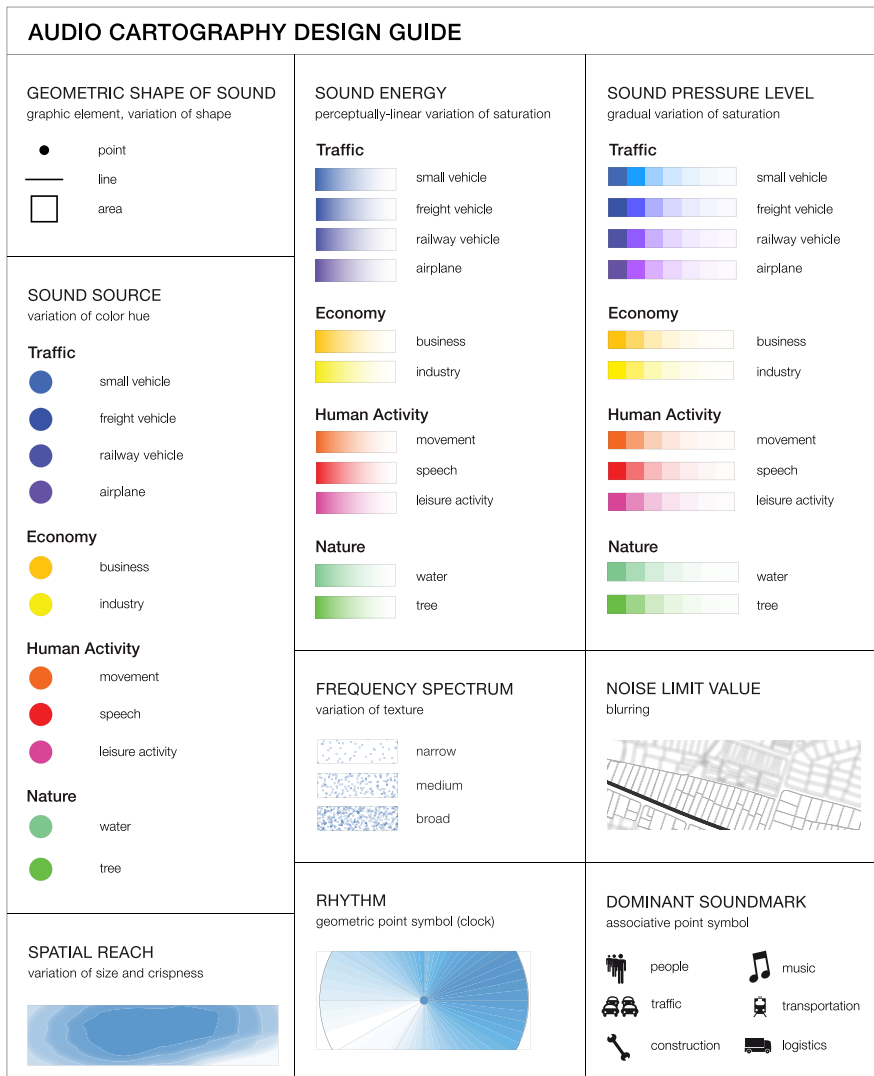 AUDIO CARTOGRAPHY DESIGN GUIDE
GEOMETRIC SHAPE OF SOUND
graphic element, variation of shape
point
line
area
SOUND SOURCE
variation of color hue
Traffic
small vehicle
freight vehicle
railway vehicle
airplane
Economy
business
industry
Human Activity
movement
speech
leisure activity
Nature
water
tree
SPATIAL REACH
variation of size and crispness
SOUND ENERGY
perceptually-linear variation of saturation
Traffic
small vehicle
freight vehicle
railway vehicle
airplane
Economy
business
industry
Human Activity
movement
speech
leisure activity
Nature
water
tree
FREQUENCY SPECTRUM
variation of texture
narrow
medium
broad
RHYTHM
geometric point symbol (clock)
SOUND PRESSURE LEVEL
gradual variation of saturation
Traffic
small vehicle
freight vehicle
railway vehicle
airplane
Economy
business
industry
Human Activity
movement
speech
leisure activity
Nature
water
tree
NOISE LIMIT VALUE
blurring
DOMINANT SOUNDMARK
associative point symbol
people
music
traffic
transportation
construction
logistics